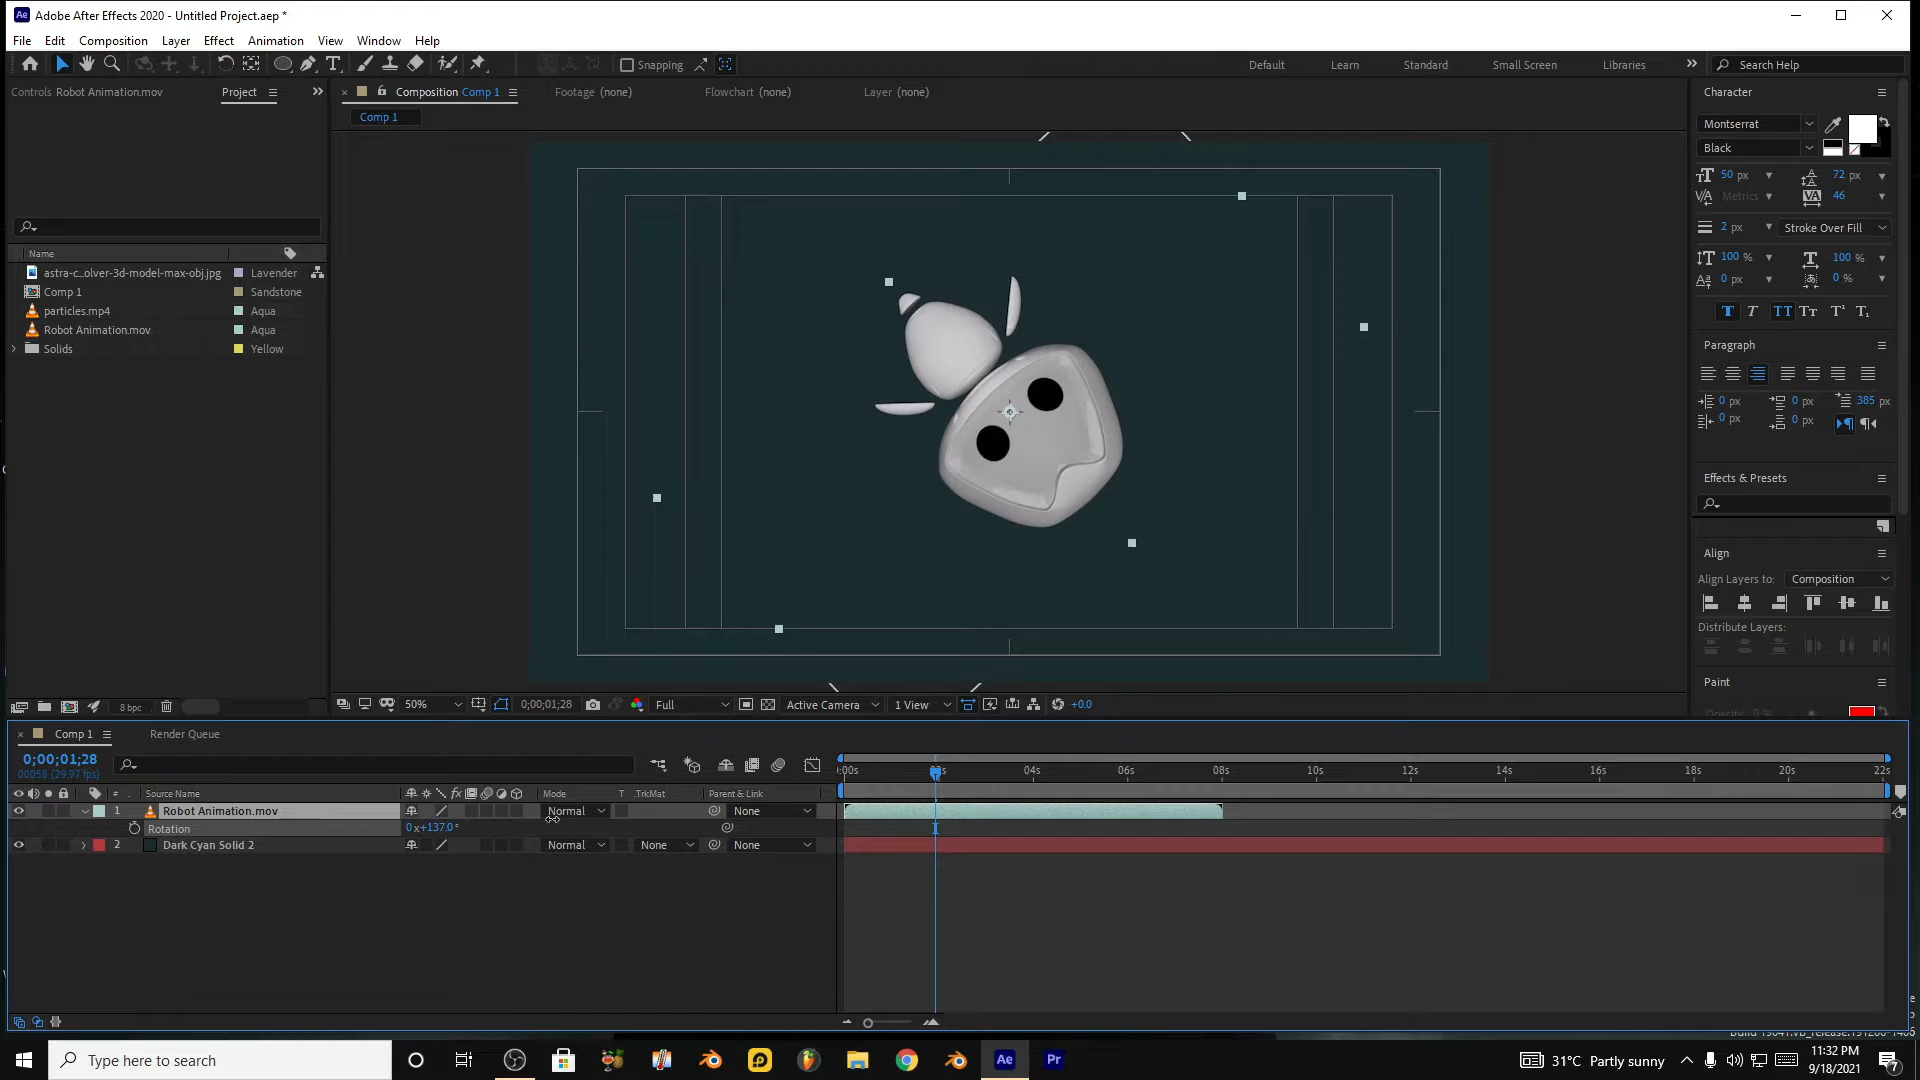 Adobe After Effects 2020 - Untitled Project.aep *
File Edit Composition Layer Effect Animation View Window Help
Snapping Default Learn Standard Small Screen Libraries Search Help
Controls Robot Animation.mov Project
Composition Comp 1 Footage (none) Flowchart (none) Layer (none)
Comp 1
Name
astra-c...olver-3d-model-max-obj.jpg Lavender
Comp 1 Sandstone
particles.mp4 Aqua
Robot Animation.mov Aqua
Solids Yellow
8 bpc
50% 0;00;01;28 Full Active Camera 1 View +0.0
Character
Montserrat
Black
50 px 72 px
Metrics 46
2 px Stroke Over Fill
100 % 100 %
0 px 0 %
Paragraph
0 px 0 px 385 px
0 px 0 px
Effects & Presets
Align
Align Layers to: Composition
Distribute Layers:
Paint
Opacity: 0 %
Comp 1 Render Queue
0;00;01;28
00056 (29.97 fps)
:00s 02s 04s 06s 08s 10s 12s 14s 16s 18s 20s 22s
# Source Name Mode T .TrkMat Parent & Link
1 Robot Animation.mov Normal None
Rotation 0x+137.0°
2 Dark Cyan Solid 2 Normal None None
Type here to search
31°C Partly sunny
11:32 PM
9/18/2021
7